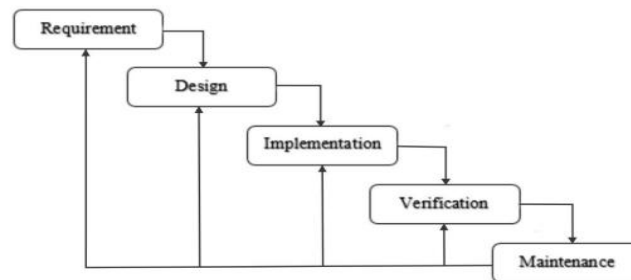 Requirement
Design
Implementation
Verification
Maintenance